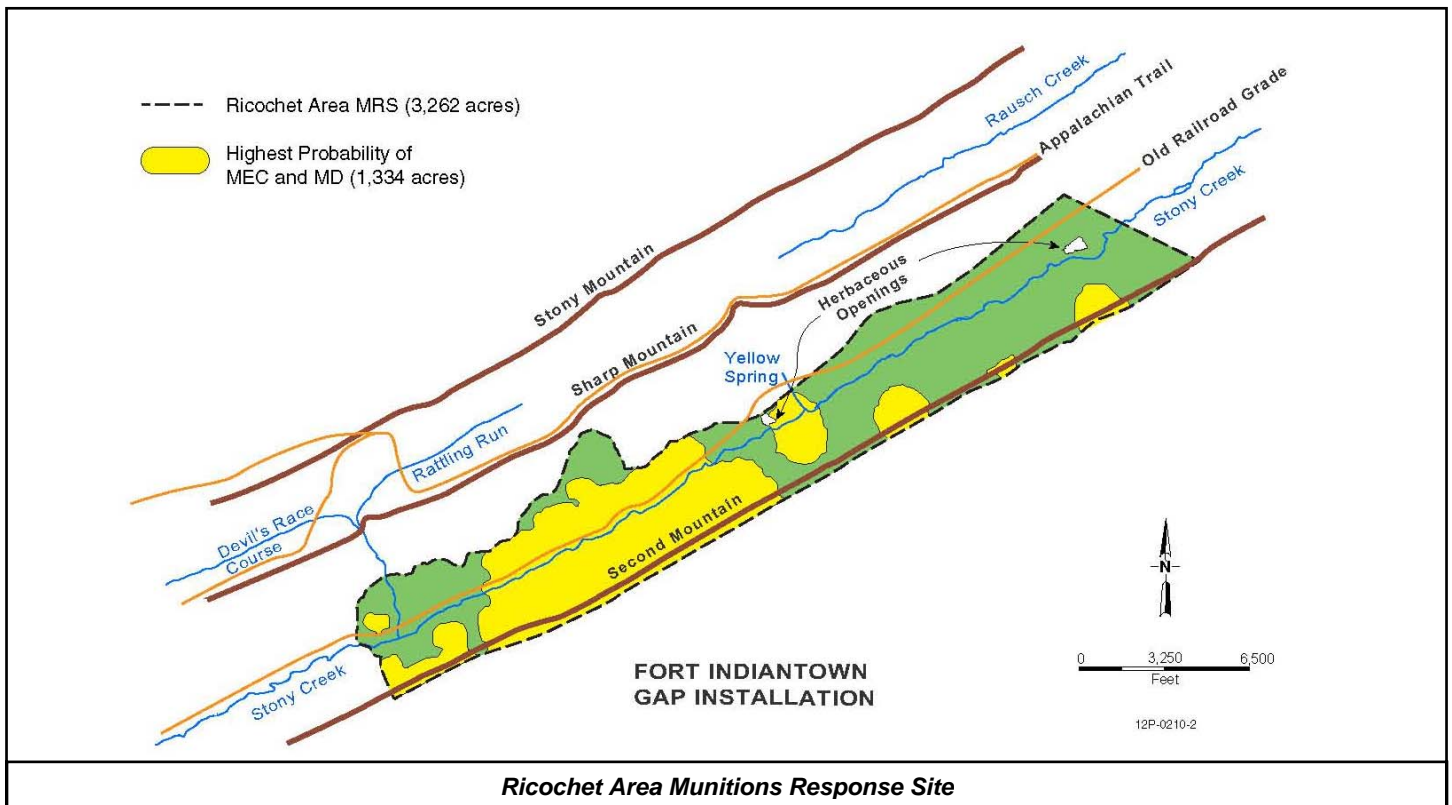 Ricochet Area MRS (3,262 acres)
Highest Probability of
MEC and MD (1,334 acres)
Rausch Creek
Appalachian Trail
Old Railroad Grade
Stony Creek
Stony Mountain
Herbaceous
Openings
Sharp Mountain
Yellow
Spring
Rattling Run
Devil's Race
Course
Second Mountain
Stony Creek
FORT INDIANTOWN
GAP INSTALLATION
N
0 3,250 6,500
Feet
12P-0210-2
Ricochet Area Munitions Response Site